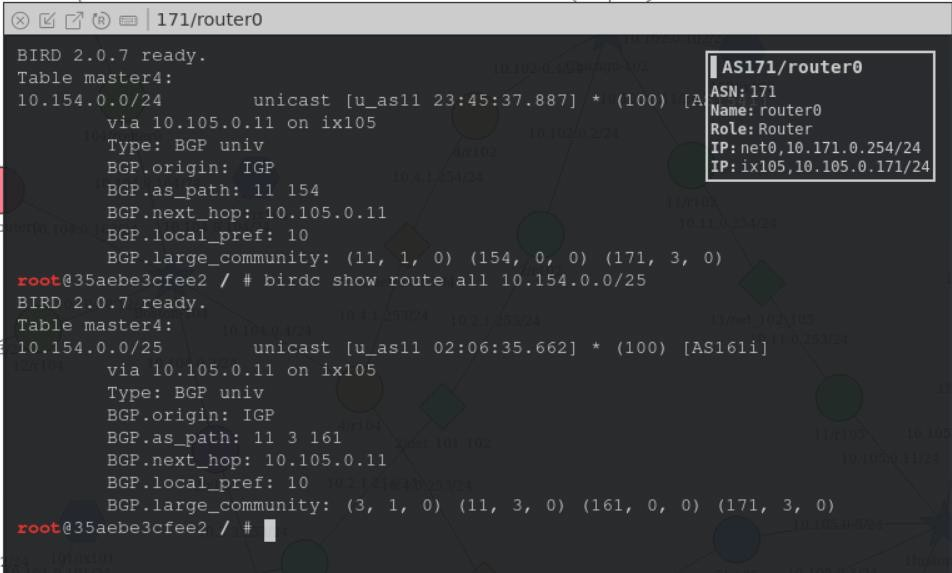 171/router0
BIRD 2.0.7 ready.
Table master4:
10.154.0.0/24 unicast [u_as11 23:45:37.887] * (100) [A
via 10.105.0.11 on ix105
Type: BGP univ
BGP.origin: IGP
BGP.as_path: 11 154
BGP.next_hop: 10.105.0.11
BGP.local_pref: 10
BGP.large_community: (11, 1, 0) (154, 0, 0) (171, 3, 0)
root@35aebe3cfee2 / # birdc show route all 10.154.0.0/25
BIRD 2.0.7 ready.
Table master4:
10.154.0.0/25 unicast [u_as11 02:06:35.662] * (100) [AS161i]
via 10.105.0.11 on ix105
Type: BGP univ
BGP.origin: IGP
BGP.as_path: 11 3 161
BGP.next_hop: 10.105.0.11
BGP.local_pref: 10
BGP.large_community: (3, 1, 0) (11, 3, 0) (161, 0, 0) (171, 3, 0)
root@35aebe3cfee2 / #
AS171/router0
ASN: 171
Name: router0
Role: Router
IP: net0,10.171.0.254/24
IP: ix105,10.105.0.171/24